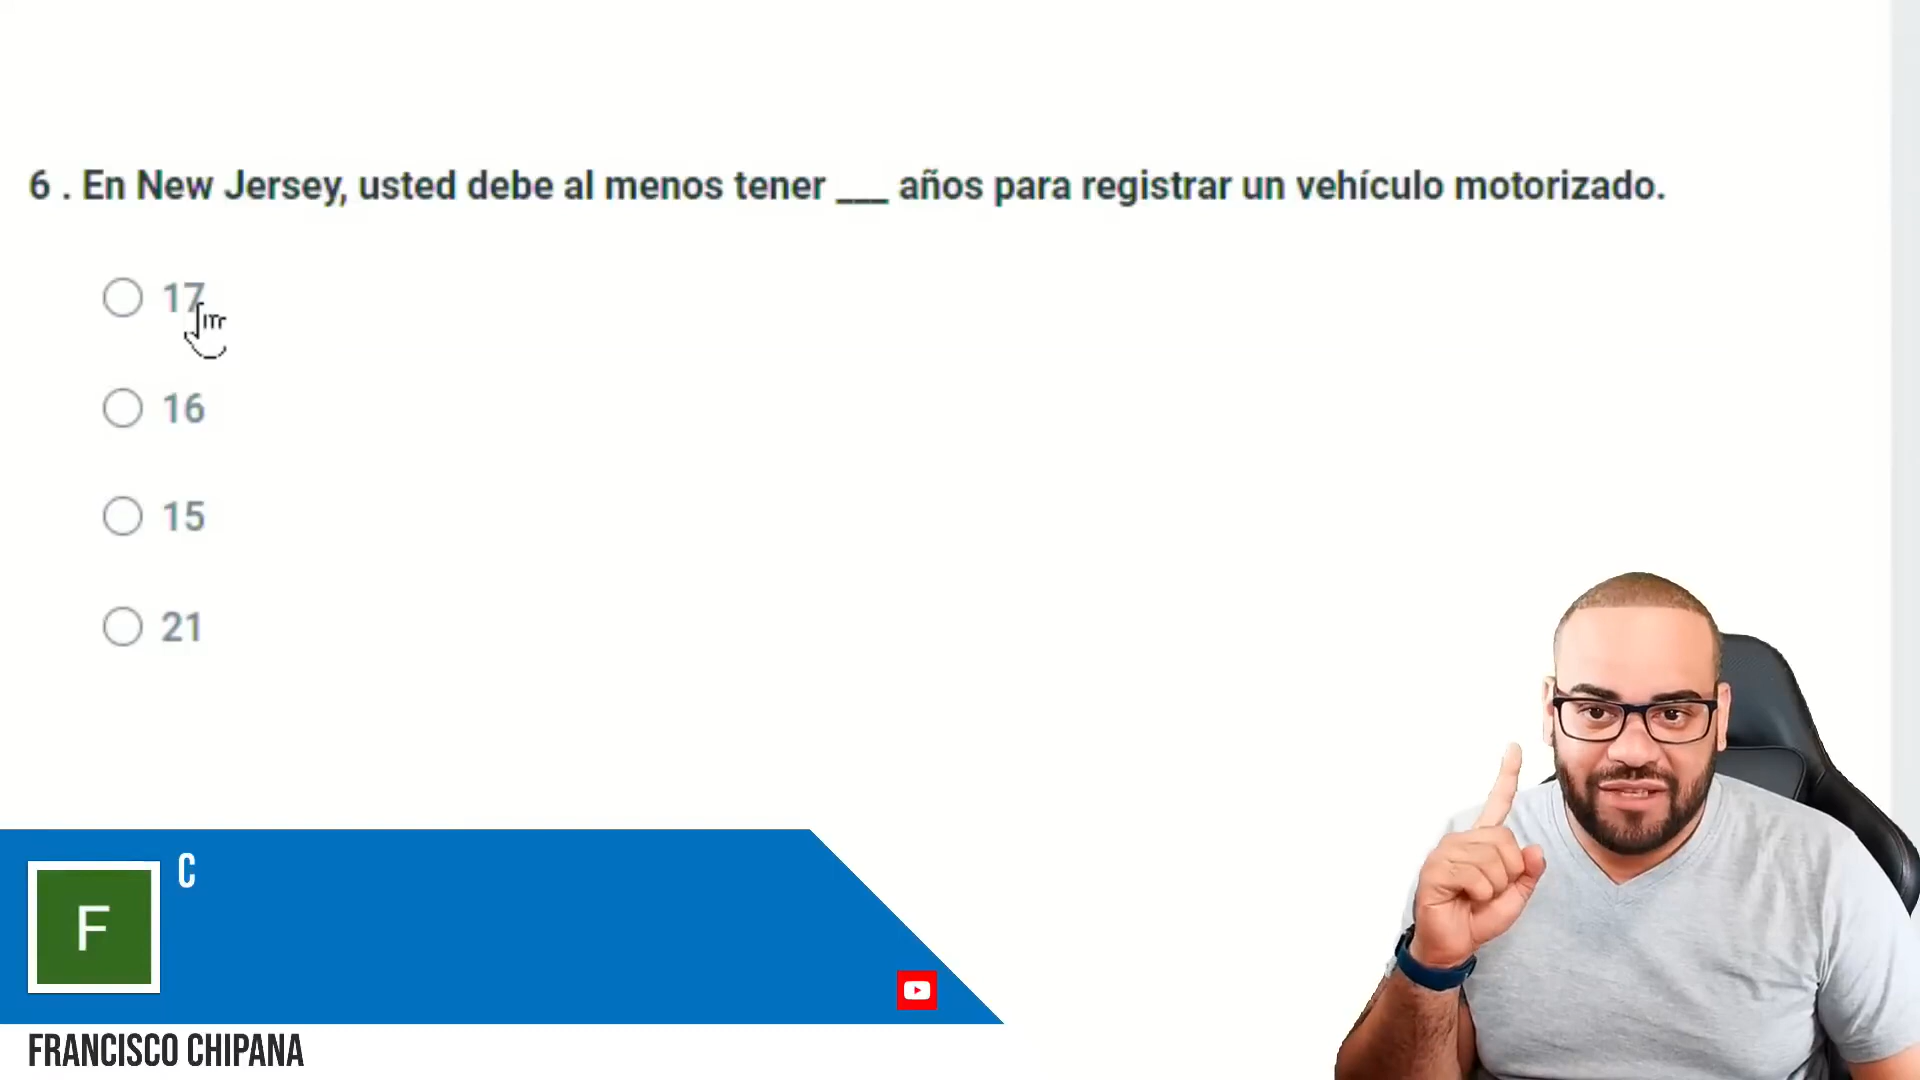 6 . En New Jersey, usted debe al menos tener ___ años para registrar un vehículo motorizado.
17
16
15
21
C
F
FRANCISCO CHIPANA